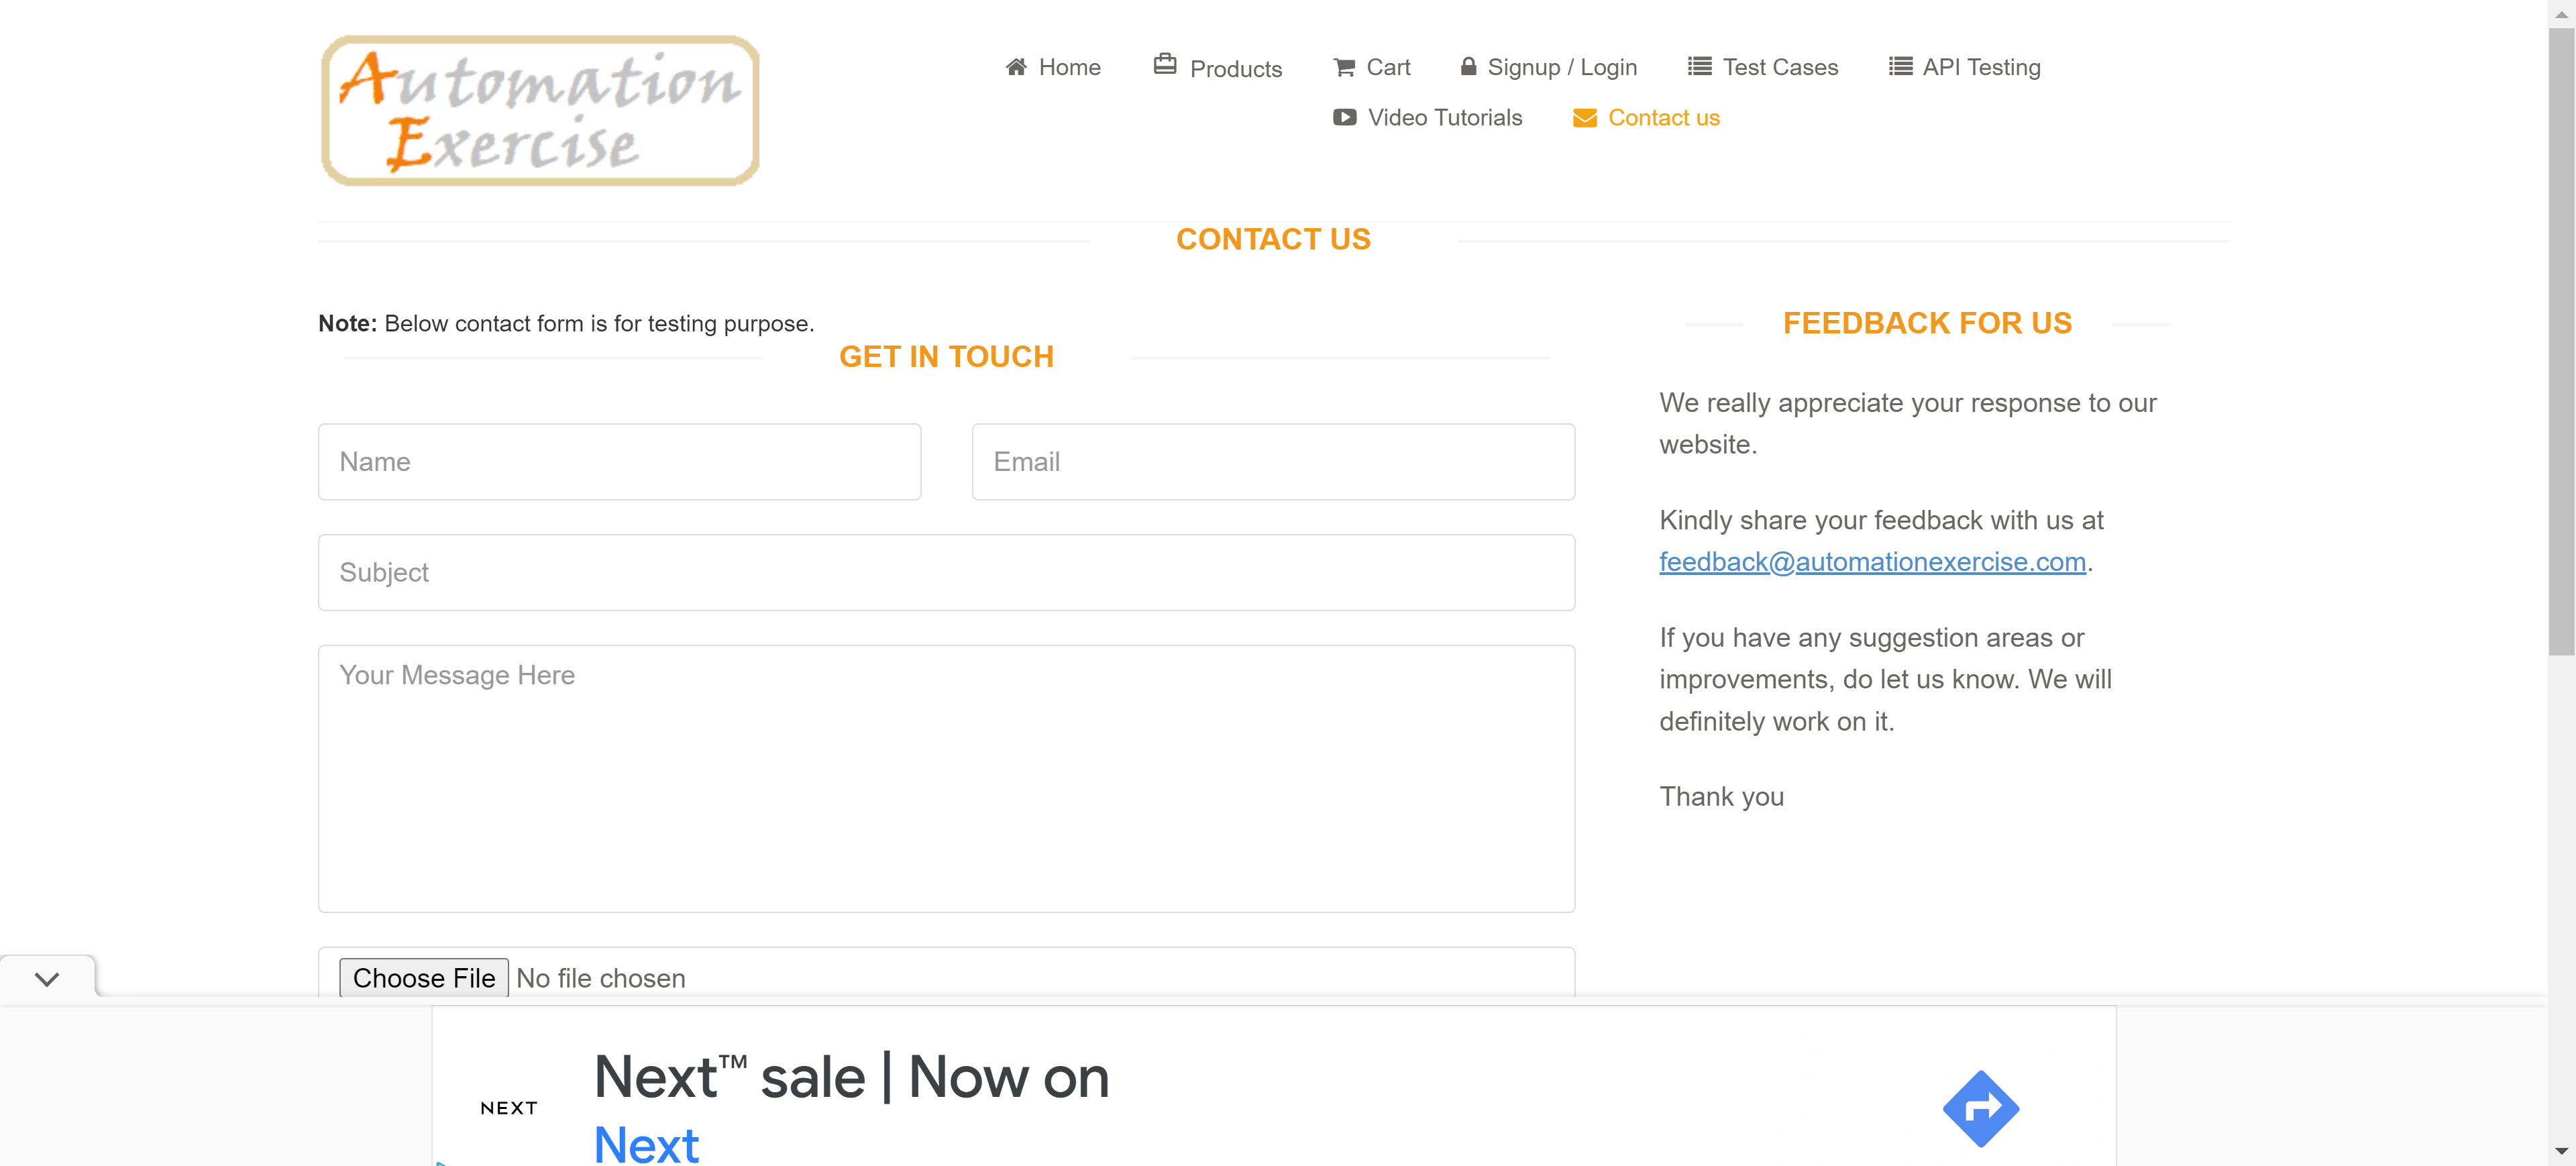 Automation
Exercise
Home
Products
Cart
Signup / Login
Test Cases
API Testing
Video Tutorials
Contact us
CONTACT US
Note: Below contact form is for testing purpose.
GET IN TOUCH
Name
Email
Subject
Your Message Here
Choose File No file chosen
FEEDBACK FOR US
We really appreciate your response to our
website.
Kindly share your feedback with us at
feedback@automationexercise.com.
If you have any suggestion areas or
improvements, do let us know. We will
definitely work on it.
Thank you
NEXT
Next™ sale | Now on
Next